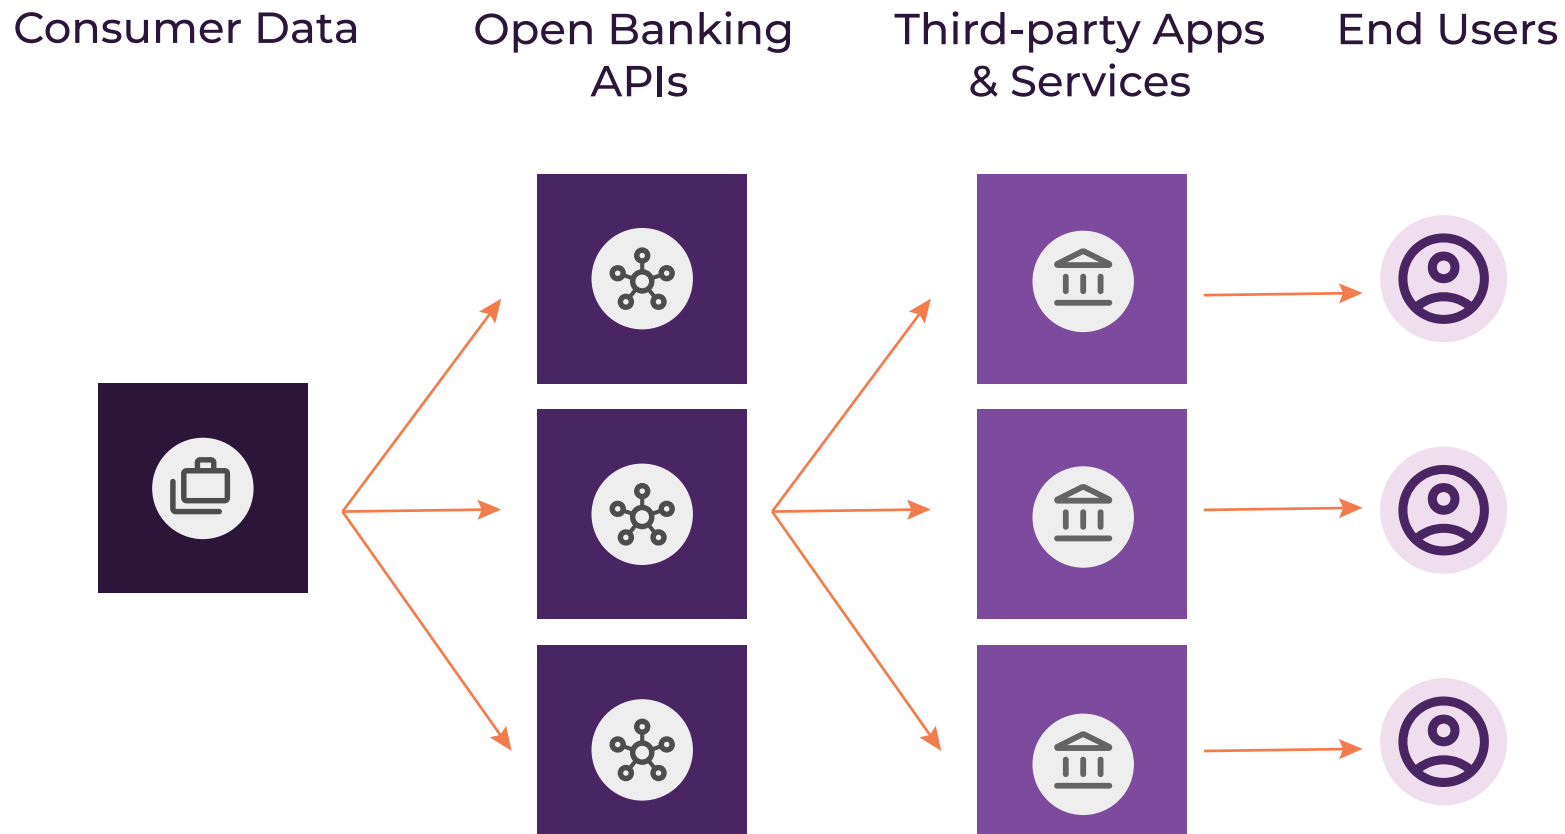 Consumer Data
Open Banking
APIs
Third-party Apps
& Services
End Users